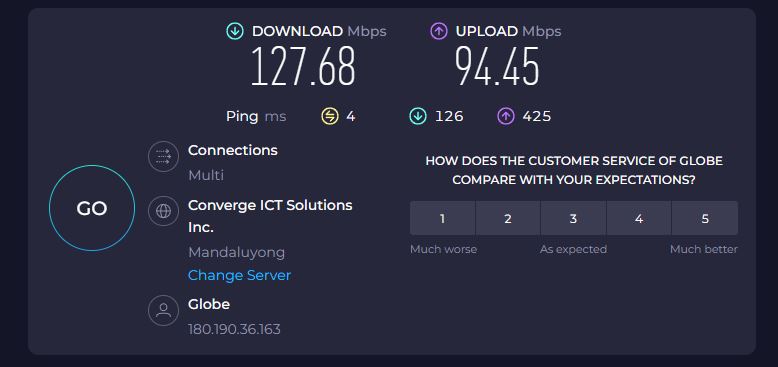 DOWNLOAD Mbps
127.68
UPLOAD Mbps
94.45
Ping ms 4 126 425
GO
Connections
Multi
Converge ICT Solutions
Inc.
Mandaluyong
Change Server
Globe
180.190.36.163
HOW DOES THE CUSTOMER SERVICE OF GLOBE
COMPARE WITH YOUR EXPECTATIONS?
1 2 3 4 5
Much worse As expected Much better